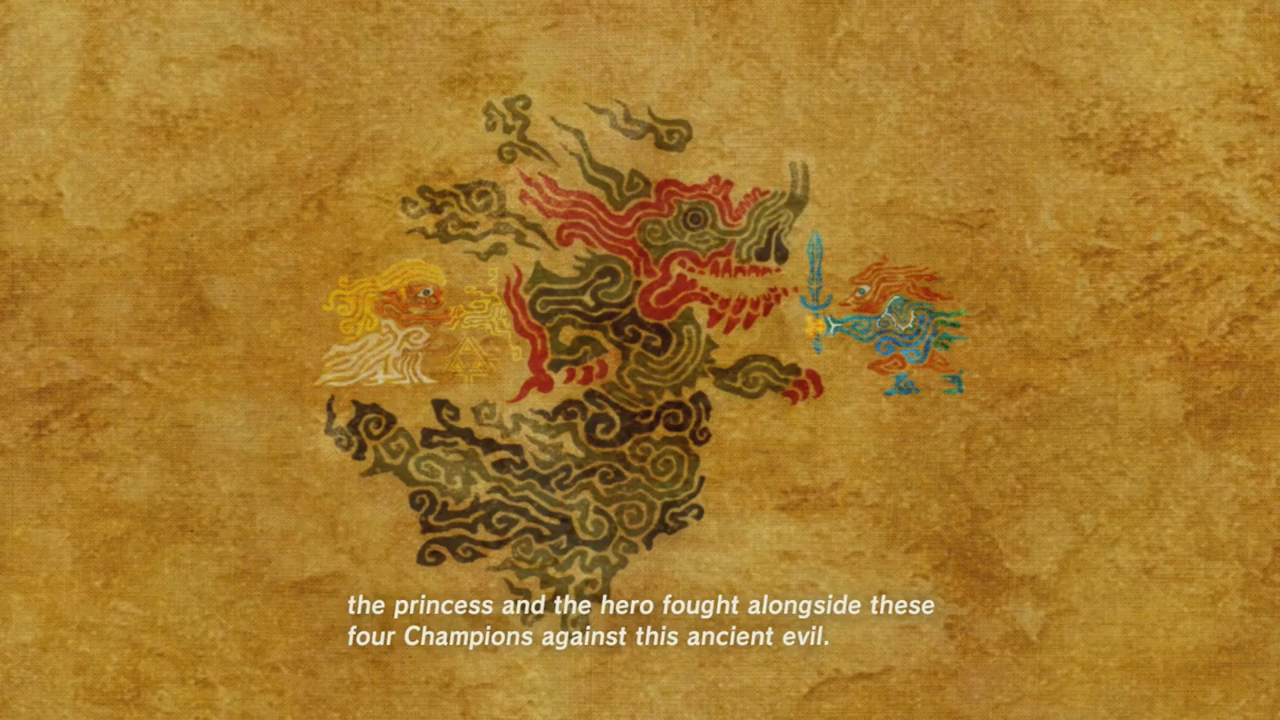 the princess and the hero fought alongside these
four Champions against this ancient evil.